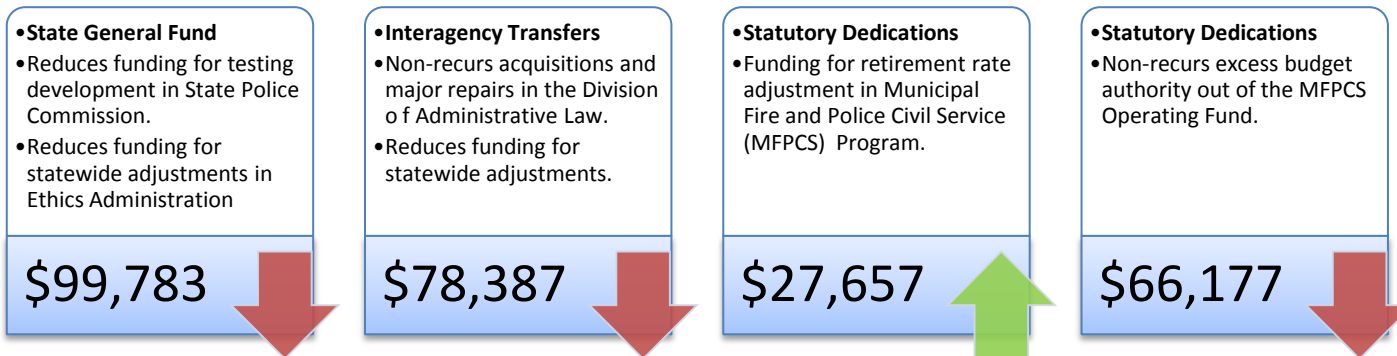 •State General Fund
•Reduces funding for testing
development in State Police
Commission.
•Reduces funding for
statewide adjustments in
Ethics Administration
$99,783
•Interagency Transfers
•Non-recurs acquisitions and
major repairs in the Division
o f Administrative Law.
•Reduces funding for
statewide adjustments.
$78,387
•Statutory Dedications
•Funding for retirement rate
adjustment in Municipal
Fire and Police Civil Service
(MFPCS)  Program.
$27,657
•Statutory Dedications
•Non-recurs excess budget
authority out of the MFPCS
Operating Fund.
$66,177